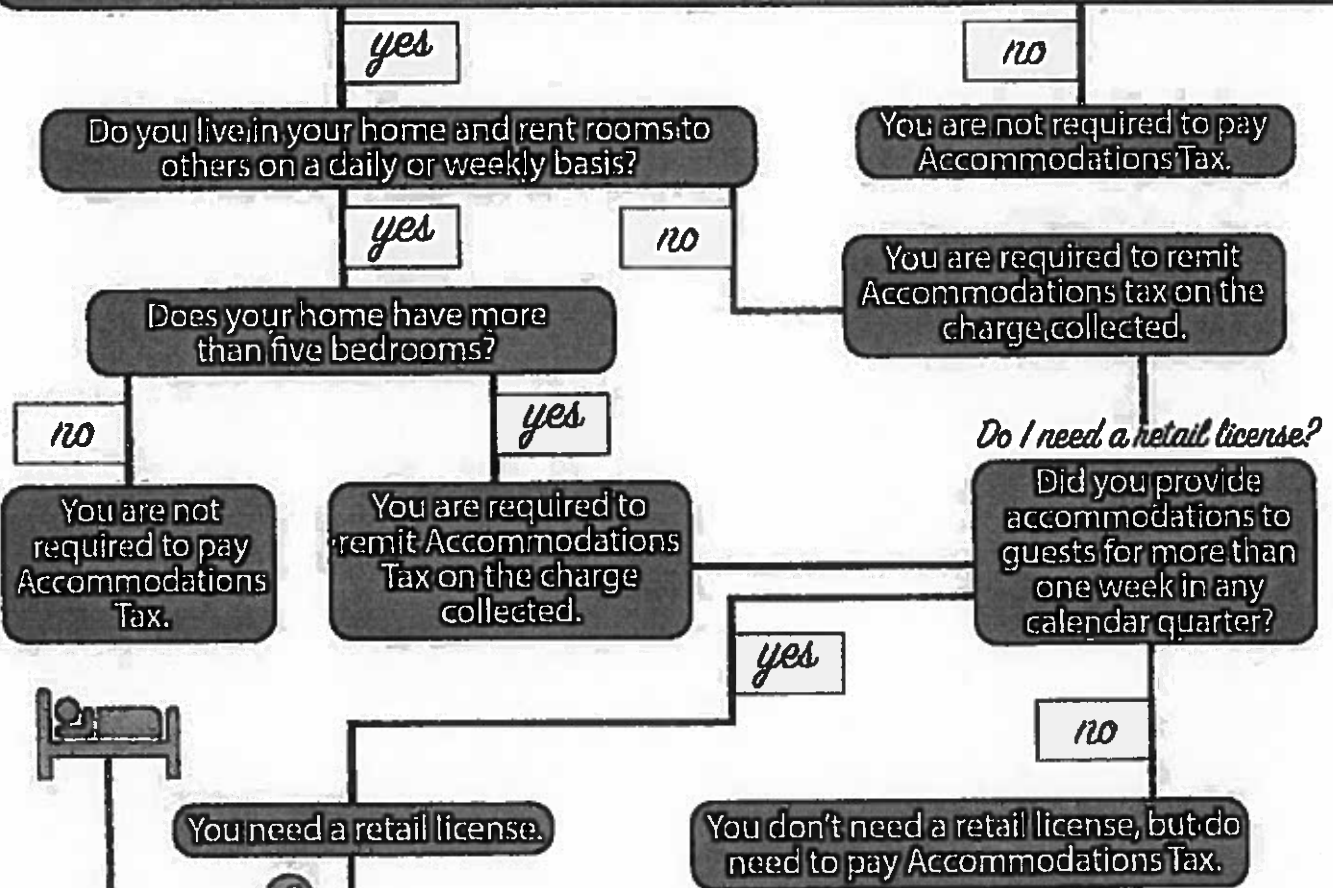 yes
no
Do you live in your home and rent rooms to
others on a daily or weekly basis?
You are not required to pay
Accommodations Tax.
yes
no
You are required to remit
Accommodations tax on the
charge collected.
Does your home have more
than five bedrooms?
no
yes
Do I need a retail license?
You are not
required to pay
Accommodations
Tax.
You are required to
remit Accommodations
Tax on the charge
collected.
Did you provide
accommodations to
guests for more than
one week in any
calendar quarter?
yes
no
You need a retail license.
You don't need a retail license, but do
need to pay Accommodations Tax.